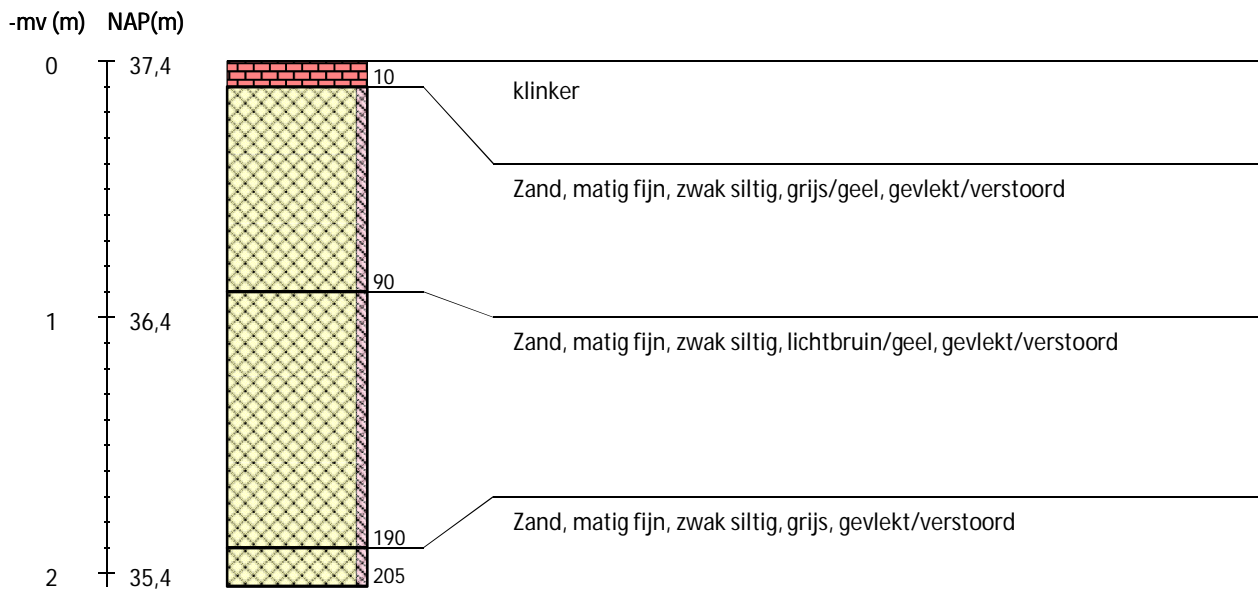 -mv (m) NAP(m)
0 37,4
10
klinker
Zand, matig fijn, zwak siltig, grijs/geel, gevlekt/verstoord
90
1 36,4
Zand, matig fijn, zwak siltig, lichtbruin/geel, gevlekt/verstoord
Zand, matig fijn, zwak siltig, grijs, gevlekt/verstoord
190
2 35,4
205